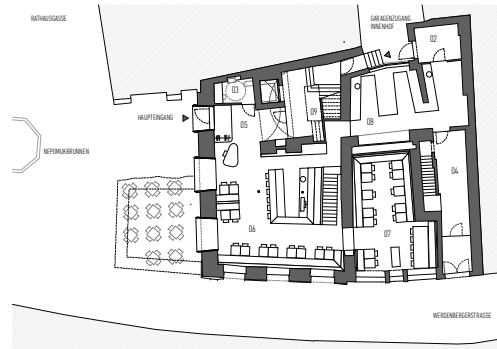 RATHAUSGASSE
GARAGENZUGANG
INNENHOF
02
03
HAUPTEINGANG
05
09
08
NEPOMUKBRUNNEN
04
06
07
WERDENBERGERSTRASSE